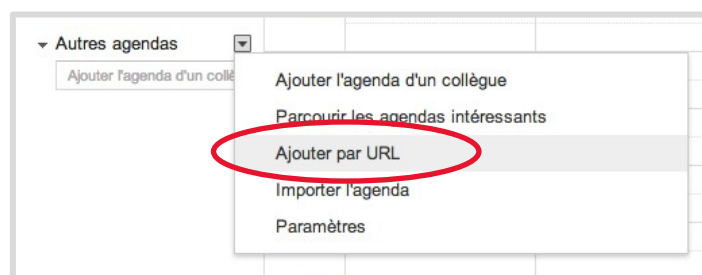 Autres agendas
Ajouter l'agenda d'un collè
Ajouter l'agenda d'un collègue
Parcourir les agendas intéressants
Ajouter par URL
Importer l'agenda
Paramètres